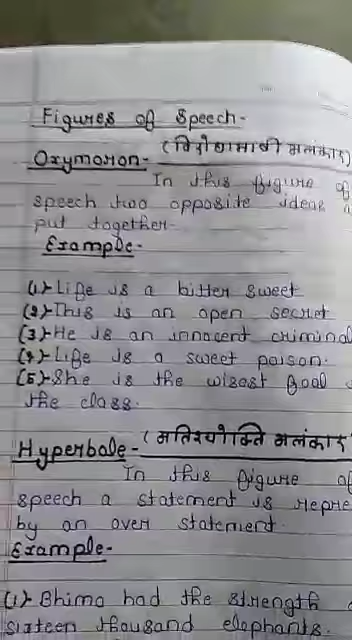 Figures of Speech-
Oxymoron- (विरोधाभाषी अलंकार)
In this figure of
speech two opposite ideas
put together-
Example-
(1)- Life is a bitter sweet
(2)- This is an open secret
(3)- He is an innocent criminal
(4)- Life is a sweet poison.
(5)- She is the wisest fool
the class.
Hyperbole- (अतिश्योक्ति अलंकार)
In this figure of
speech a statement is
by an over statement.
Example-
(1)- Bhima had the strength
sixteen thousand elephants.